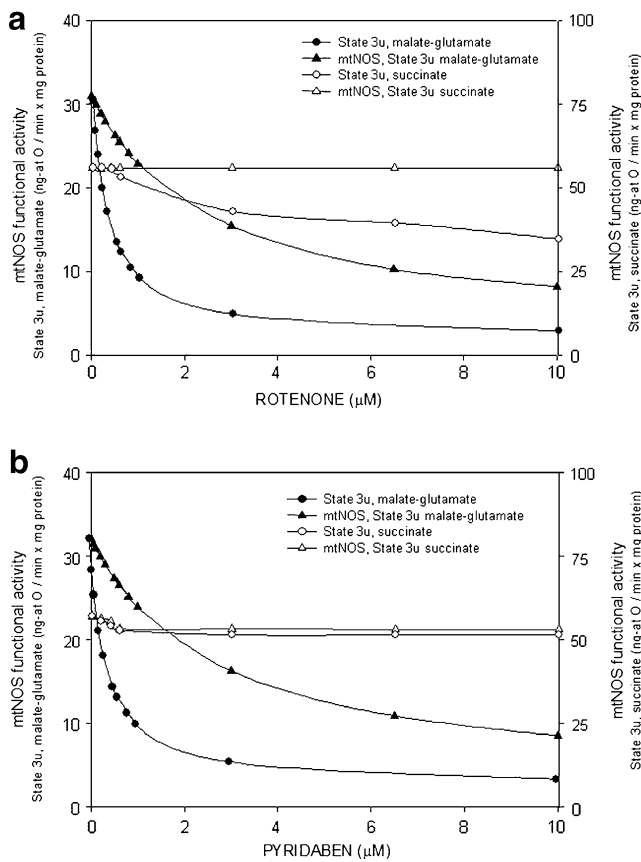 a
State 3u, malate-glutamate
mtNOS, State 3u malate-glutamate
State 3u, succinate
mtNOS, State 3u succinate
mtNOS functional activity
State 3u, malate-glutamate (ng-at O / min x mg protein)
40
30
20
10
0
100
75
50
25
0
mtNOS functional activity
State 3u, succinate (ng-at O / min x mg protein)
0 2 4 6 8 10
ROTENONE (µM)
b
State 3u, malate-glutamate
mtNOS, State 3u malate-glutamate
State 3u, succinate
mtNOS, State 3u succinate
mtNOS functional activity
State 3u, malate-glutamate (ng-at O / min x mg protein)
40
30
20
10
0
100
75
50
25
0
mtNOS functional activity
State 3u, succinate (ng-at O / min x mg protein)
0 2 4 6 8 10
PYRIDABEN (µM)